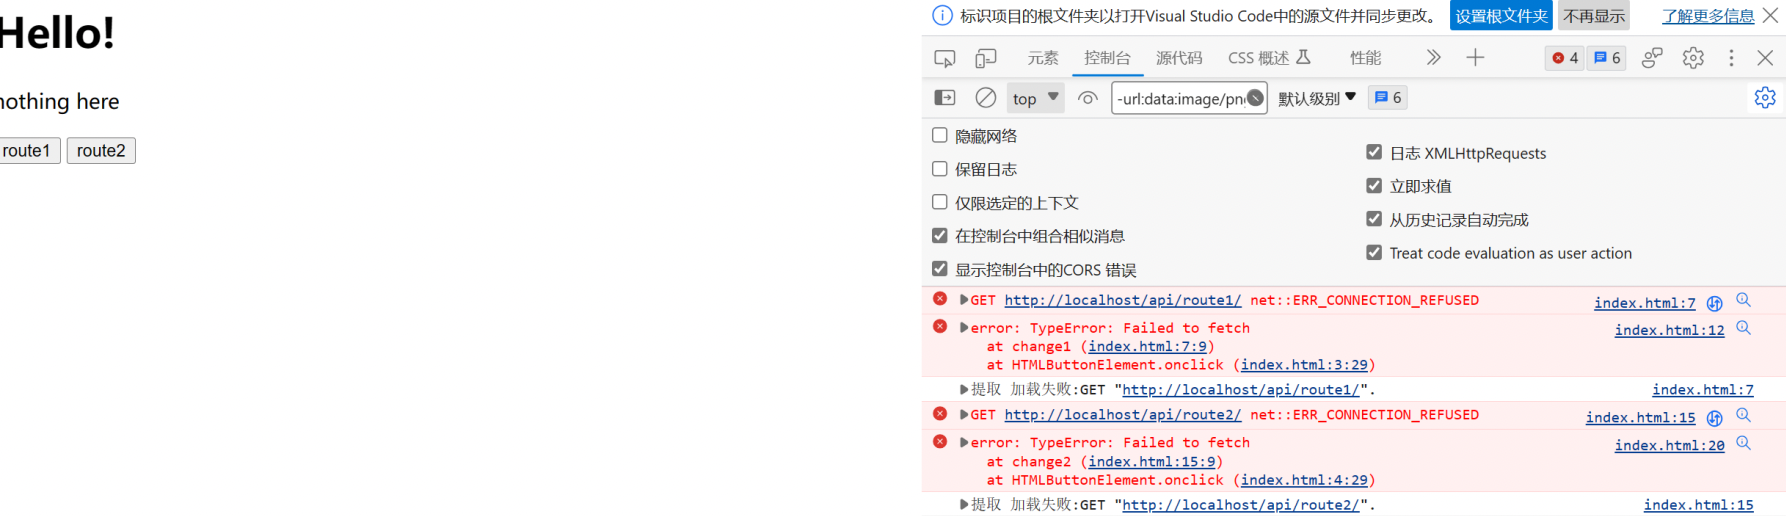 Hello!
nothing here
route1 route2
标识项目的根文件夹以打开Visual Studio Code中的源文件并同步更改。 设置根文件夹 不再显示 了解更多信息
元素 控制台 源代码 CSS 概述 性能 4 6
top -url:data:image/pn 默认级别 6
隐藏网络
保留日志
仅限选定的上下文
在控制台中组合相似消息
显示控制台中的CORS 错误
日志 XMLHttpRequests
立即求值
从历史记录自动完成
Treat code evaluation as user action
GET http://localhost/api/route1/ net::ERR_CONNECTION_REFUSED index.html:7
error: TypeError: Failed to fetch index.html:12
at change1 (index.html:7:9)
at HTMLButtonElement.onclick (index.html:3:29)
提取 加载失败:GET "http://localhost/api/route1/". index.html:7
GET http://localhost/api/route2/ net::ERR_CONNECTION_REFUSED index.html:15
error: TypeError: Failed to fetch index.html:20
at change2 (index.html:15:9)
at HTMLButtonElement.onclick (index.html:4:29)
提取 加载失败:GET "http://localhost/api/route2/". index.html:15